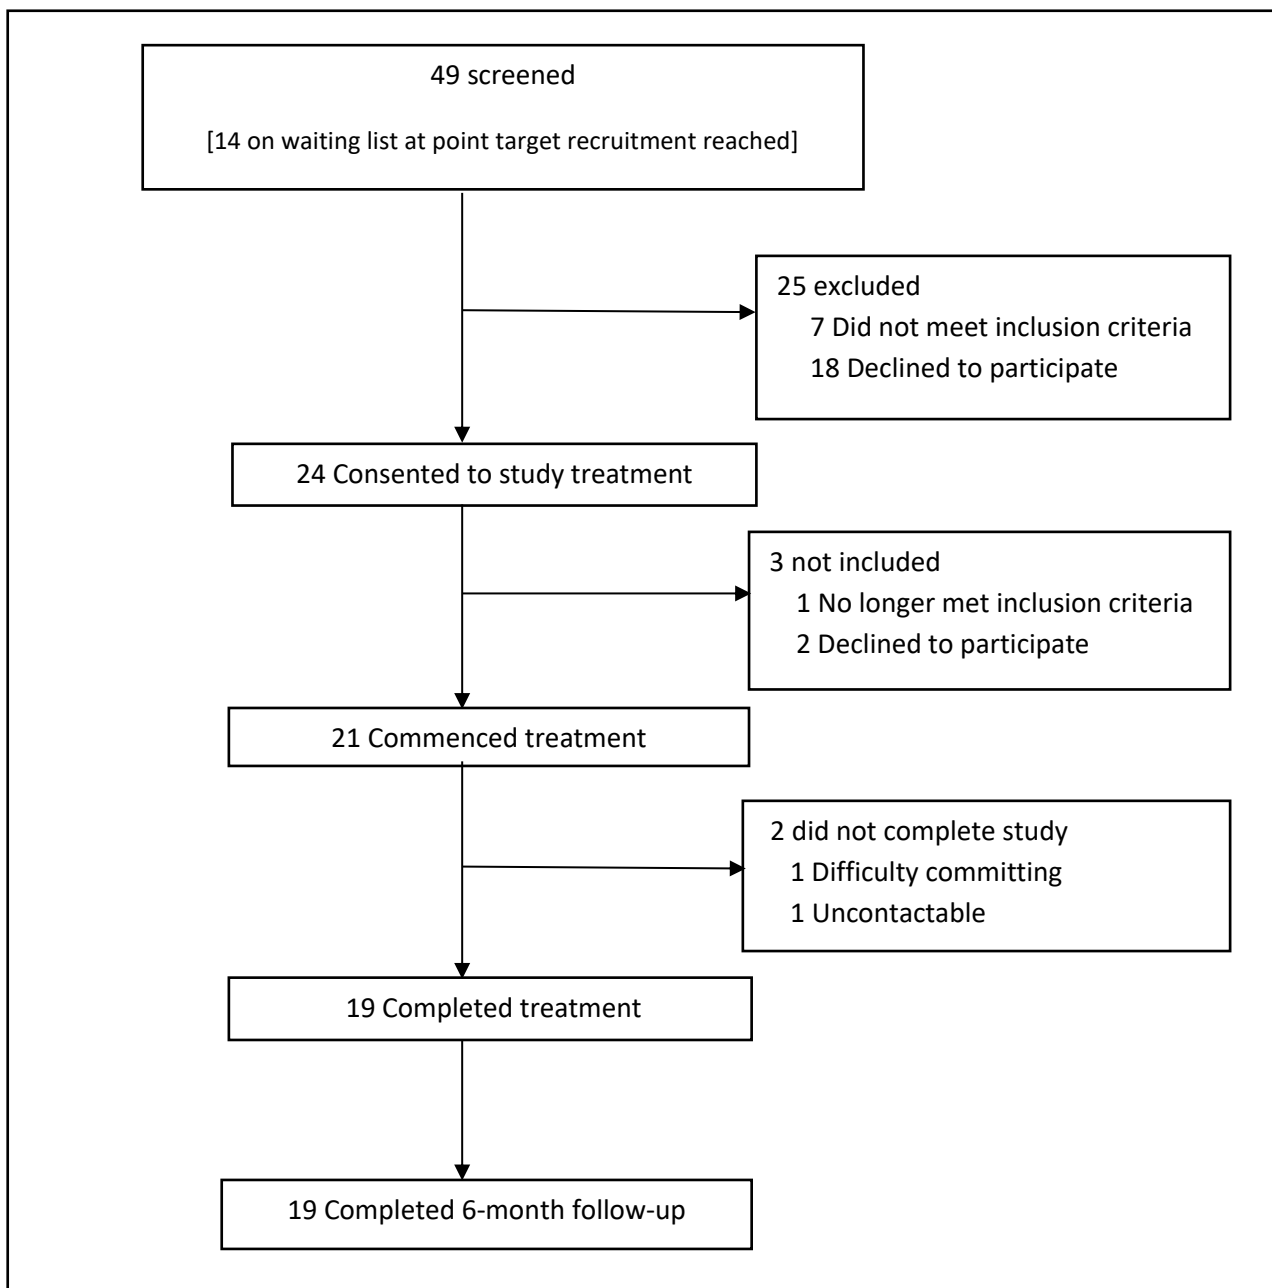 49 screened
[14 on waiting list at point target recruitment reached]
25 excluded
7 Did not meet inclusion criteria
18 Declined to participate
24 Consented to study treatment
3 not included
1 No longer met inclusion criteria
2 Declined to participate
21 Commenced treatment
2 did not complete study
1 Difficulty committing
1 Uncontactable
19 Completed treatment
19 Completed 6-month follow-up